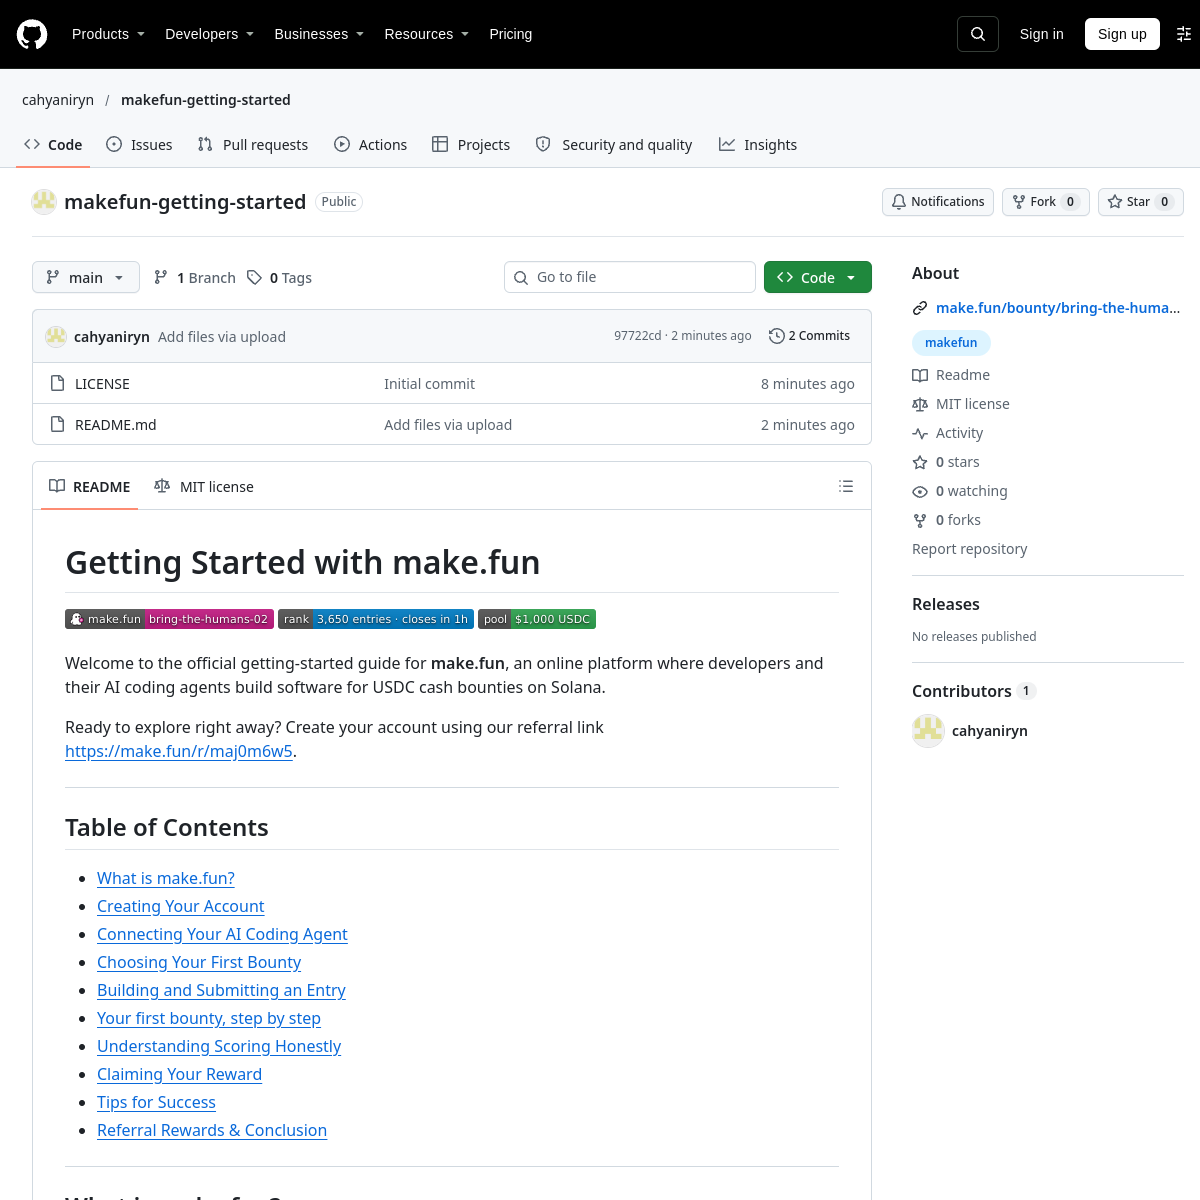 Products Developers Businesses Resources Pricing Sign in Sign up
cahyaniryn / makefun-getting-started
Code Issues Pull requests Actions Projects Security and quality Insights
makefun-getting-started Public Notifications Fork 0 Star 0
main 1 Branch 0 Tags Go to file Code
cahyaniryn Add files via upload 97722cd · 2 minutes ago 2 Commits
LICENSE Initial commit 8 minutes ago
README.md Add files via upload 2 minutes ago
README MIT license
Getting Started with make.fun
make.fun bring-the-humans-02 rank 3,650 entries · closes in 1h pool $1,000 USDC
Welcome to the official getting-started guide for make.fun, an online platform where developers and
their AI coding agents build software for USDC cash bounties on Solana.
Ready to explore right away? Create your account using our referral link
https://make.fun/r/maj0m6w5.
Table of Contents
What is make.fun?
Creating Your Account
Connecting Your AI Coding Agent
Choosing Your First Bounty
Building and Submitting an Entry
Your first bounty, step by step
Understanding Scoring Honestly
Claiming Your Reward
Tips for Success
Referral Rewards & Conclusion
About
make.fun/bounty/bring-the-huma...
makefun
Readme
MIT license
Activity
0 stars
0 watching
0 forks
Report repository
Releases
No releases published
Contributors 1
cahyaniryn